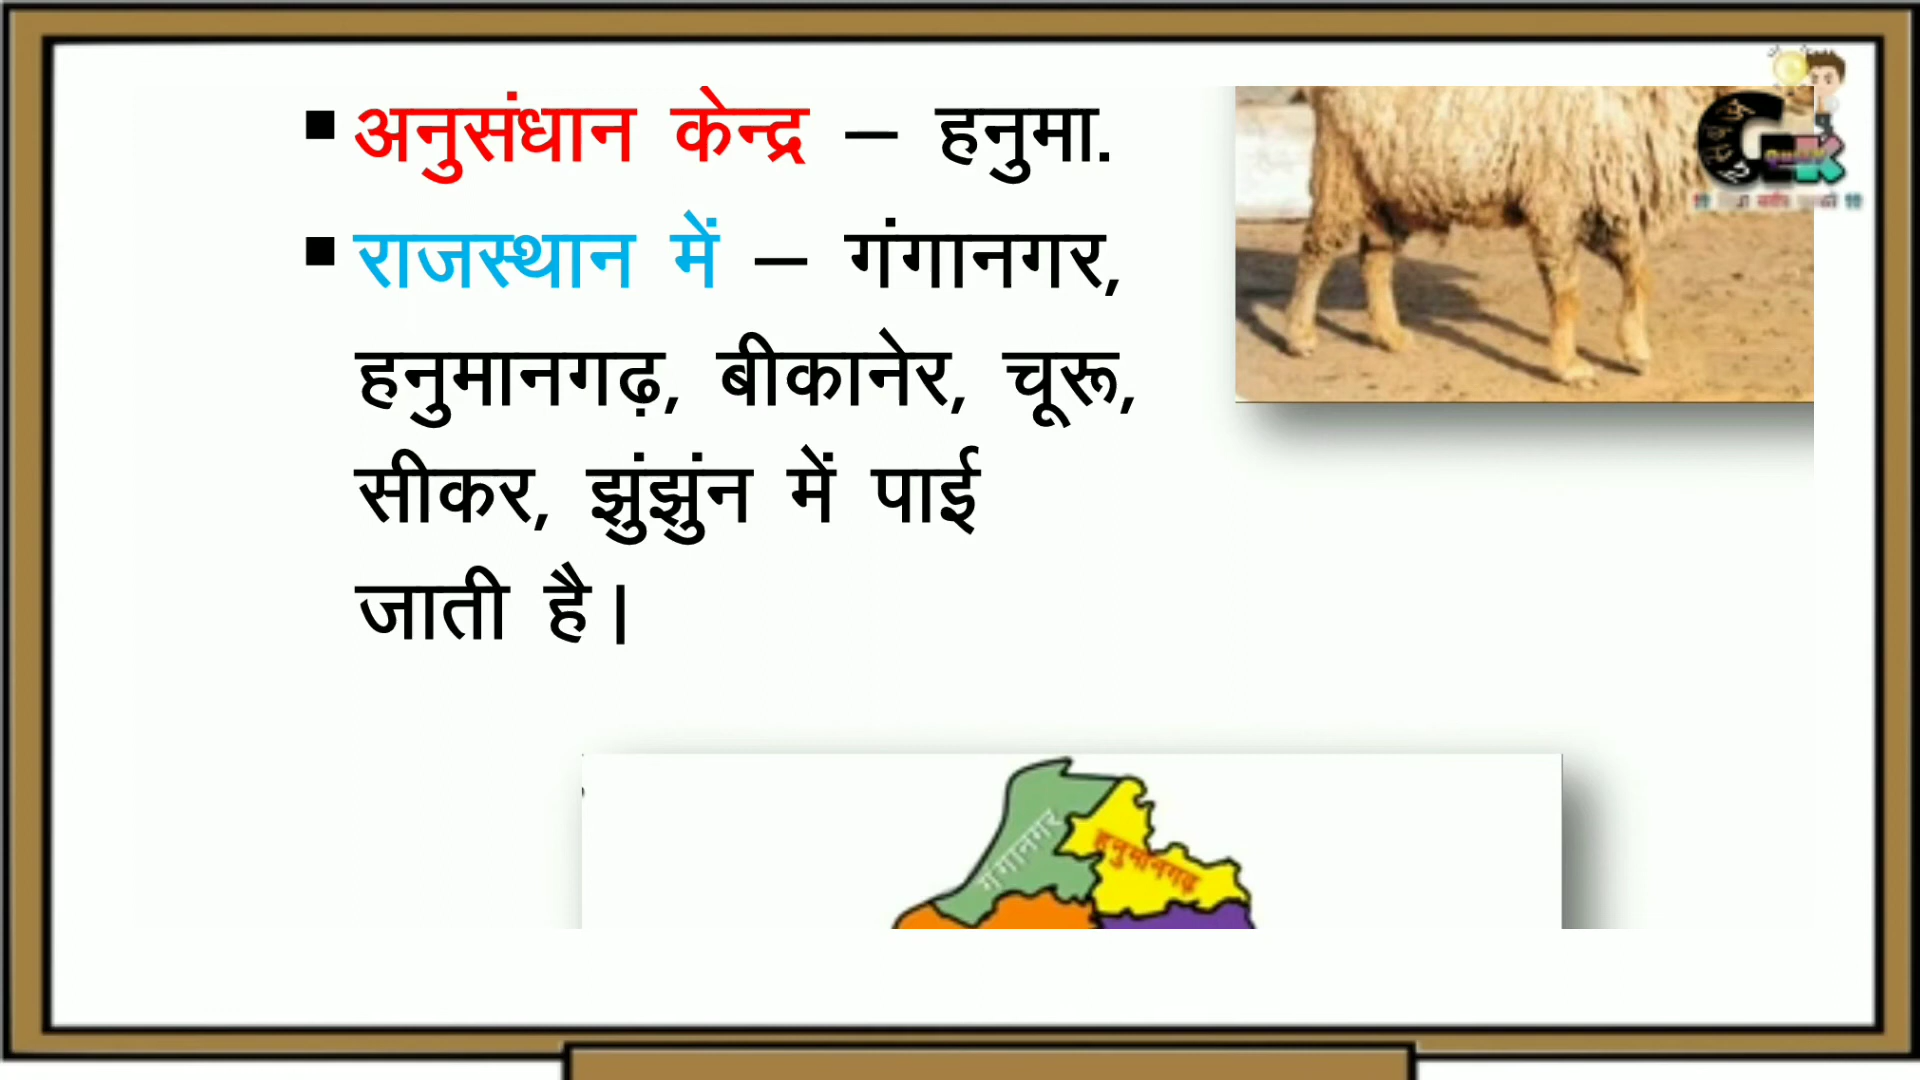 ▪ अनुसंधान केन्द्र – हनुमा.
▪ राजस्थान में – गंगानगर,
हनुमानगढ़, बीकानेर, चूरू,
सीकर, झुंझुंन में पाई
जाती है।
गंगानगर
हनुमानगढ़